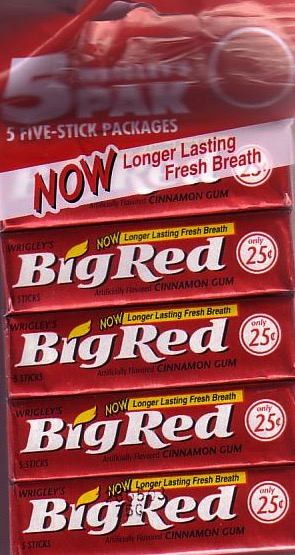 5
PAK
5 FIVE-STICK PACKAGES
NOW Longer Lasting
Fresh Breath
25¢
Artificially Flavored CINNAMON GUM
WRIGLEY'S NOW Longer Lasting Fresh Breath
BigRed
only
25¢
5 STICKS Artificially Flavored CINNAMON GUM
WRIGLEY'S NOW Longer Lasting Fresh Breath
BigRed
only
25¢
5 STICKS Artificially Flavored CINNAMON GUM
WRIGLEY'S NOW Longer Lasting Fresh Breath
BigRed
only
25¢
5 STICKS Artificially Flavored CINNAMON GUM
WRIGLEY'S NOW Longer Lasting Fresh Breath
BigRed
only
25¢
5 STICKS Artificially Flavored CINNAMON GUM